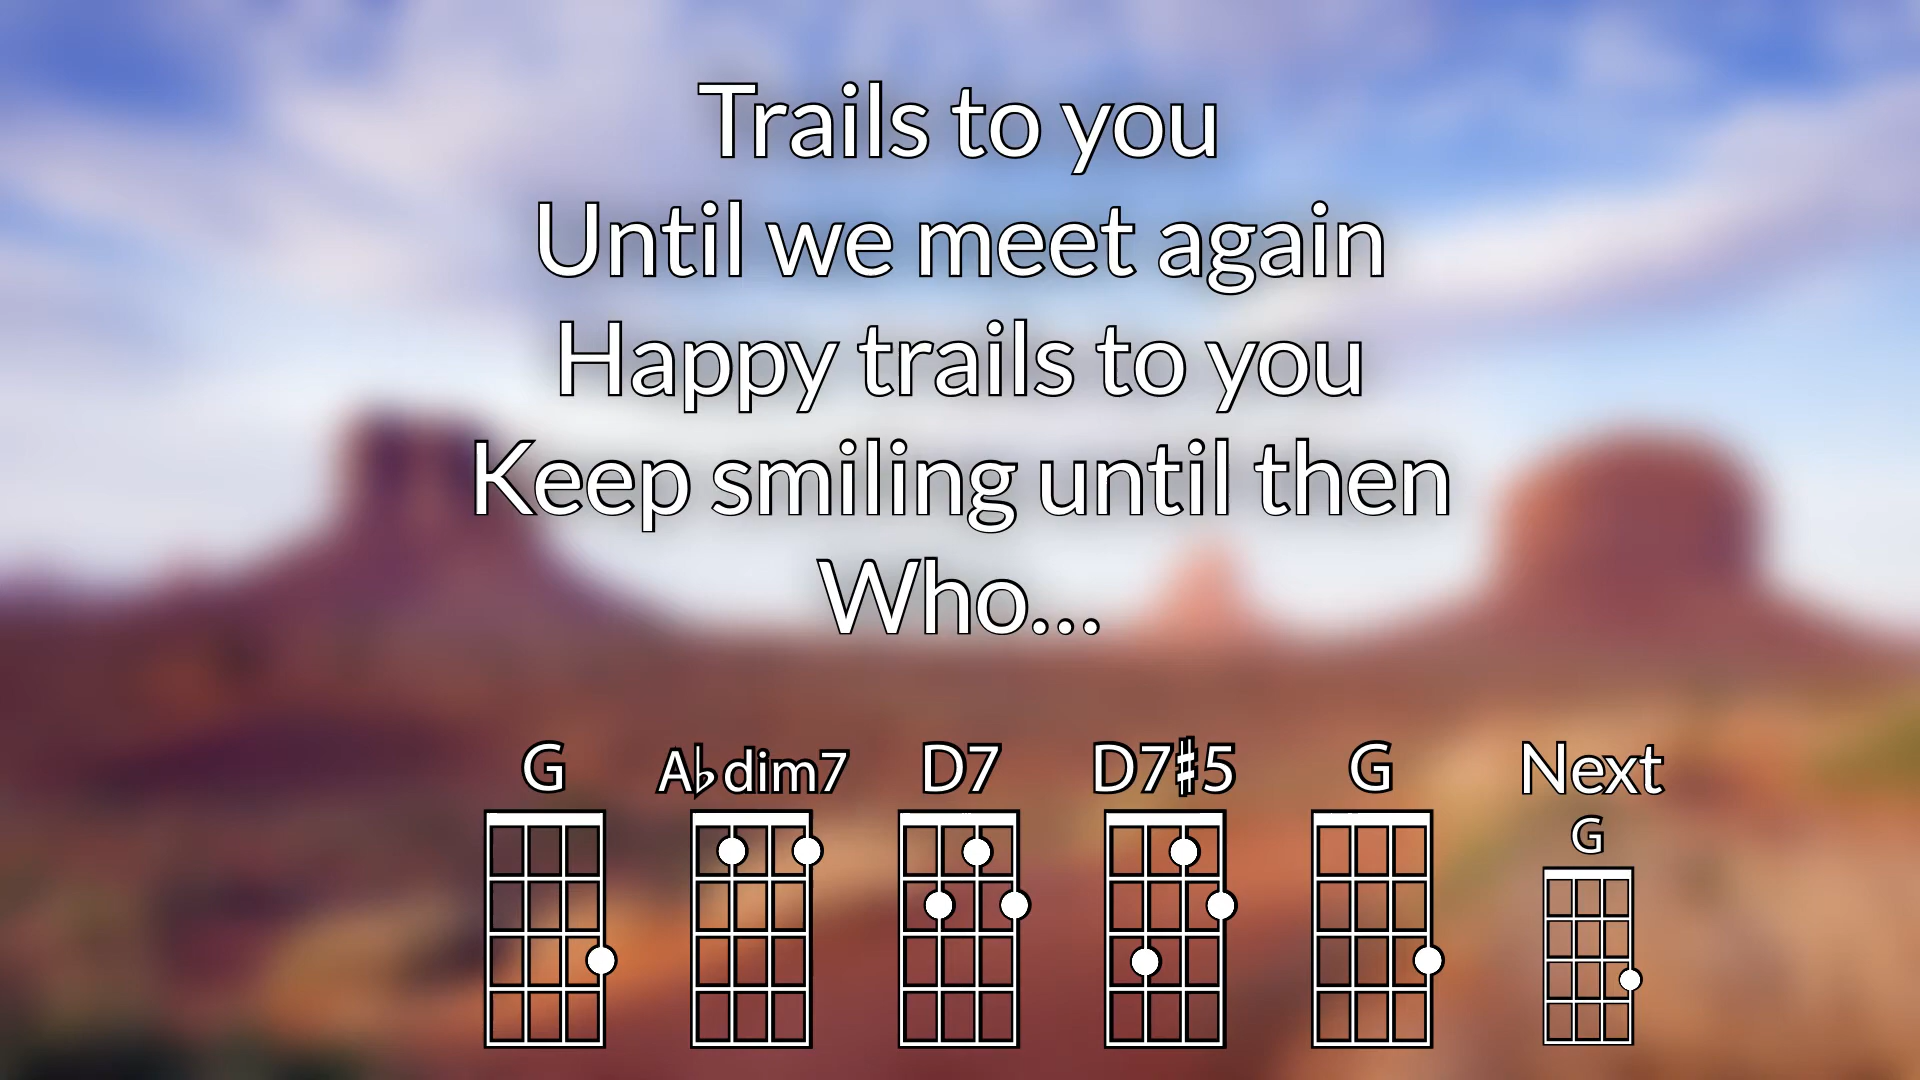 Trails to you
Until we meet again
Happy trails to you
Keep smiling until then
Who...
G A♭dim7 D7 D7♯5 G Next
G